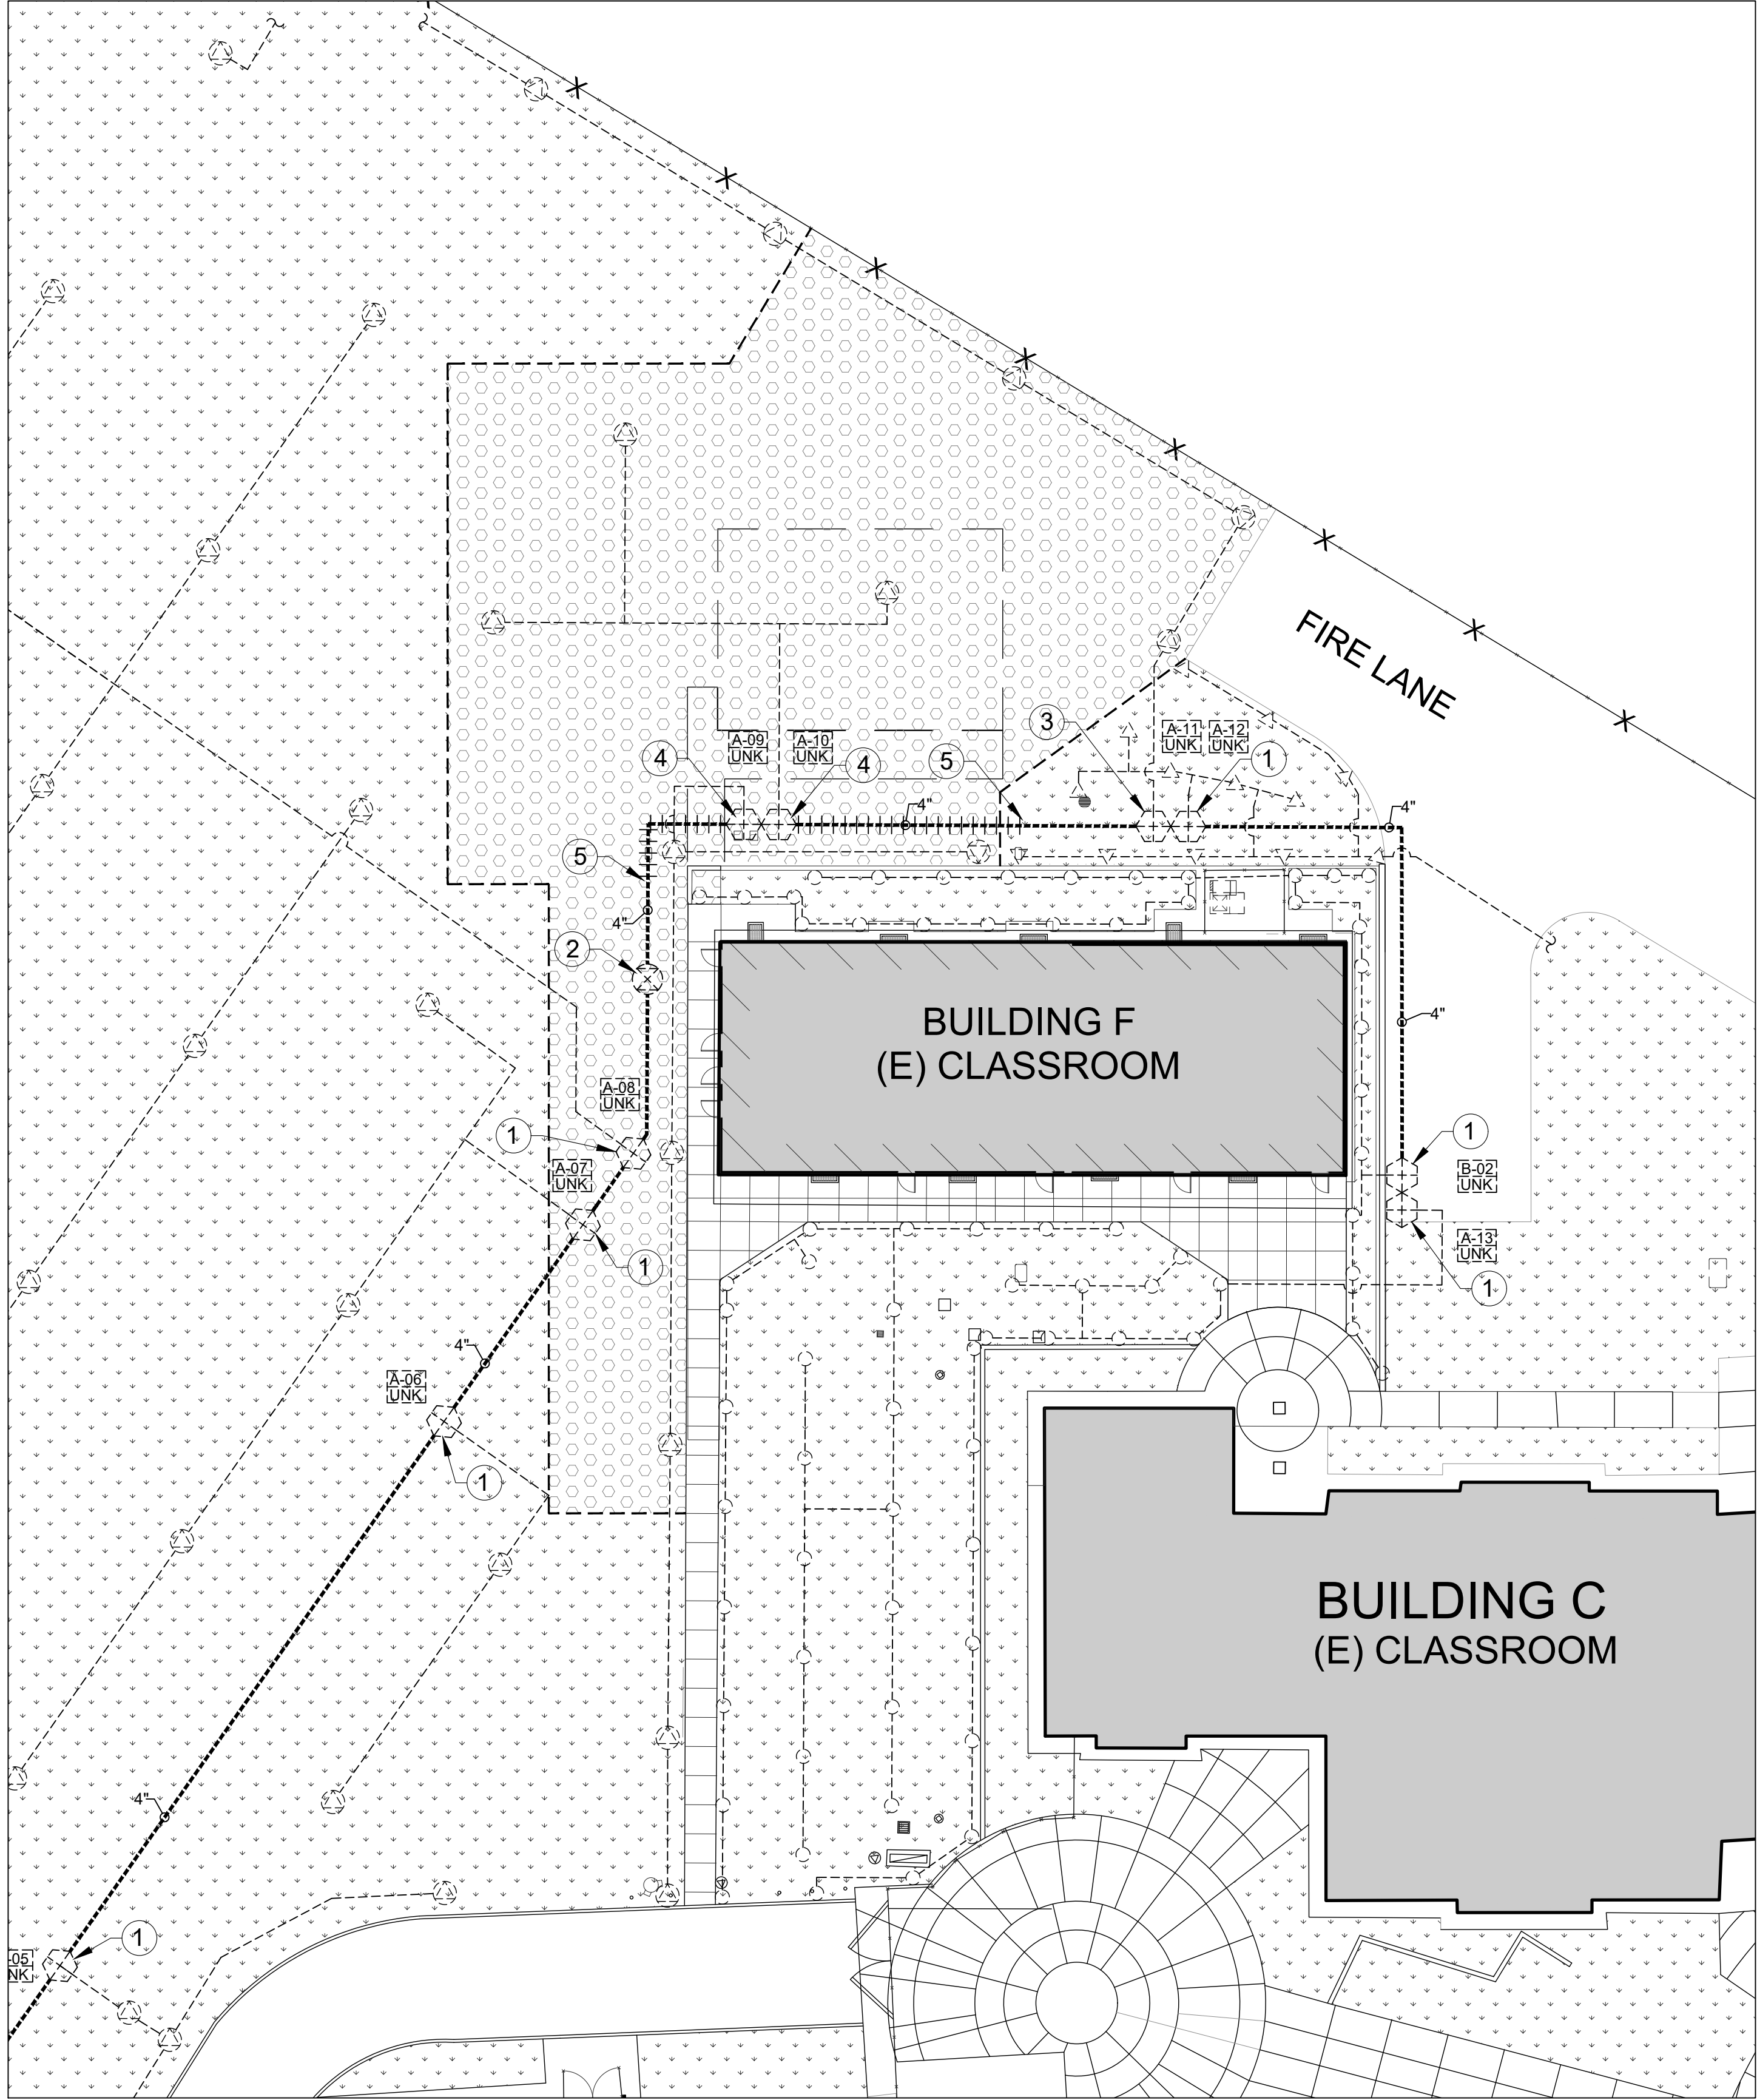 FIRE LANE
3
A-11
UNK
A-12
UNK
A-09
UNK
A-10
UNK
4
4
5
1
4"
4"
5
4"
2
BUILDING F
(E) CLASSROOM
4"
A-08
UNK
1
1
A-07
UNK
B-02
UNK
1
A-13
UNK
1
4"
A-06
UNK
1
BUILDING C
(E) CLASSROOM
4"
1
-05
NK